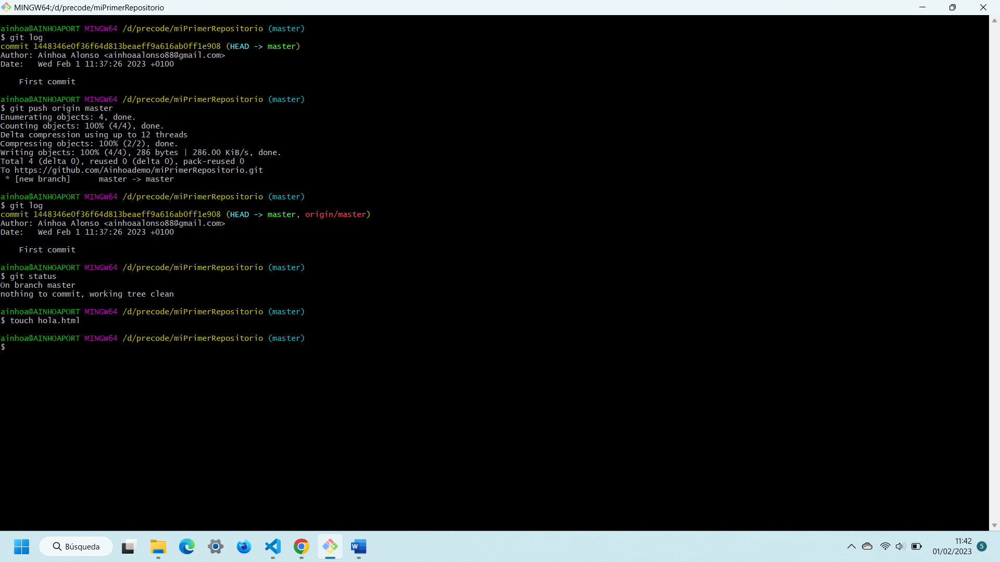 MINGW64:/d/precode/miPrimerRepositorio
ainhoa@AINHOAPORT MINGW64 /d/precode/miPrimerRepositorio (master)
$ git log
commit 1448346e0f36f64d813beaeff9a616ab0ff1e908 (HEAD -> master)
Author: Ainhoa Alonso <ainhoaalonso88@gmail.com>
Date:   Wed Feb 1 11:37:26 2023 +0100
    First commit
ainhoa@AINHOAPORT MINGW64 /d/precode/miPrimerRepositorio (master)
$ git push origin master
Enumerating objects: 4, done.
Counting objects: 100% (4/4), done.
Delta compression using up to 12 threads
Compressing objects: 100% (2/2), done.
Writing objects: 100% (4/4), 286 bytes | 286.00 KiB/s, done.
Total 4 (delta 0), reused 0 (delta 0), pack-reused 0
To https://github.com/Ainhoademo/miPrimerRepositorio.git
 * [new branch]      master -> master
ainhoa@AINHOAPORT MINGW64 /d/precode/miPrimerRepositorio (master)
$ git log
commit 1448346e0f36f64d813beaeff9a616ab0ff1e908 (HEAD -> master, origin/master)
Author: Ainhoa Alonso <ainhoaalonso88@gmail.com>
Date:   Wed Feb 1 11:37:26 2023 +0100
    First commit
ainhoa@AINHOAPORT MINGW64 /d/precode/miPrimerRepositorio (master)
$ git status
On branch master
nothing to commit, working tree clean
ainhoa@AINHOAPORT MINGW64 /d/precode/miPrimerRepositorio (master)
$ touch hola.html
ainhoa@AINHOAPORT MINGW64 /d/precode/miPrimerRepositorio (master)
$
Búsqueda
W
11:42
01/02/2023
5